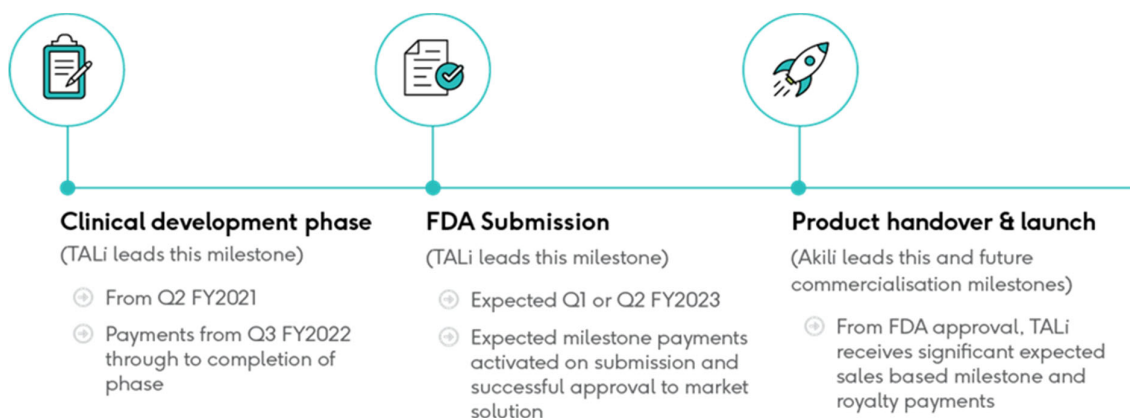 Clinical development phase
(TALi leads this milestone)
From Q2 FY2021
Payments from Q3 FY2022
through to completion of
phase
FDA Submission
(TALi leads this milestone)
Expected Q1 or Q2 FY2023
Expected milestone payments
activated on submission and
successful approval to market
solution
Product handover & launch
(Akili leads this and future
commercialisation milestones)
From FDA approval, TALi
receives significant expected
sales based milestone and
royalty payments